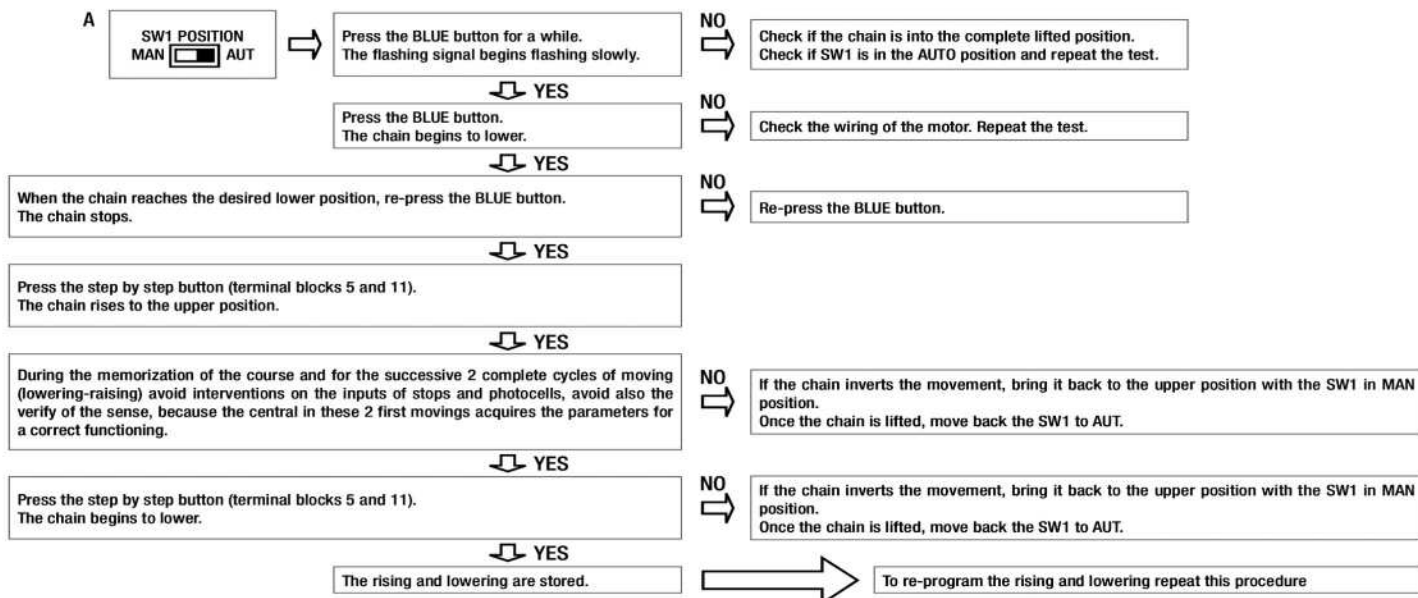 A
SW1 POSITION
MAN AUT
Press the BLUE button for a while.
The flashing signal begins flashing slowly.
NO
Check if the chain is into the complete lifted position.
Check if SW1 is in the AUTO position and repeat the test.
YES
Press the BLUE button.
The chain begins to lower.
NO
Check the wiring of the motor. Repeat the test.
YES
When the chain reaches the desired lower position, re-press the BLUE button.
The chain stops.
NO
Re-press the BLUE button.
YES
Press the step by step button (terminal blocks 5 and 11).
The chain rises to the upper position.
YES
During the memorization of the course and for the successive 2 complete cycles of moving
(lowering-raising) avoid interventions on the inputs of stops and photocells, avoid also the
verify of the sense, because the central in these 2 first movings acquires the parameters for
a correct functioning.
NO
If the chain inverts the movement, bring it back to the upper position with the SW1 in MAN
position.
Once the chain is lifted, move back the SW1 to AUT.
YES
Press the step by step button (terminal blocks 5 and 11).
The chain begins to lower.
NO
If the chain inverts the movement, bring it back to the upper position with the SW1 in MAN
position.
Once the chain is lifted, move back the SW1 to AUT.
YES
The rising and lowering are stored.
To re-program the rising and lowering repeat this procedure